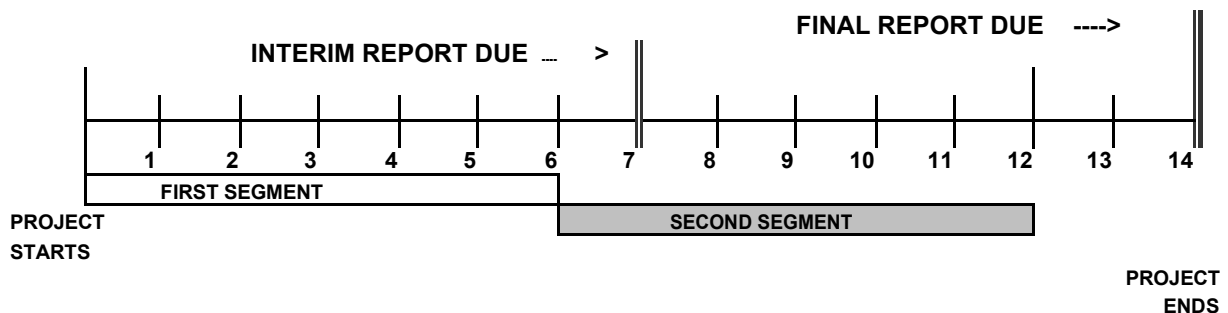 FINAL REPORT DUE ---->
INTERIM REPORT DUE .... >
1 2 3 4 5 6 7 8 9 10 11 12 13 14
FIRST SEGMENT
PROJECT
STARTS
SECOND SEGMENT
PROJECT
ENDS